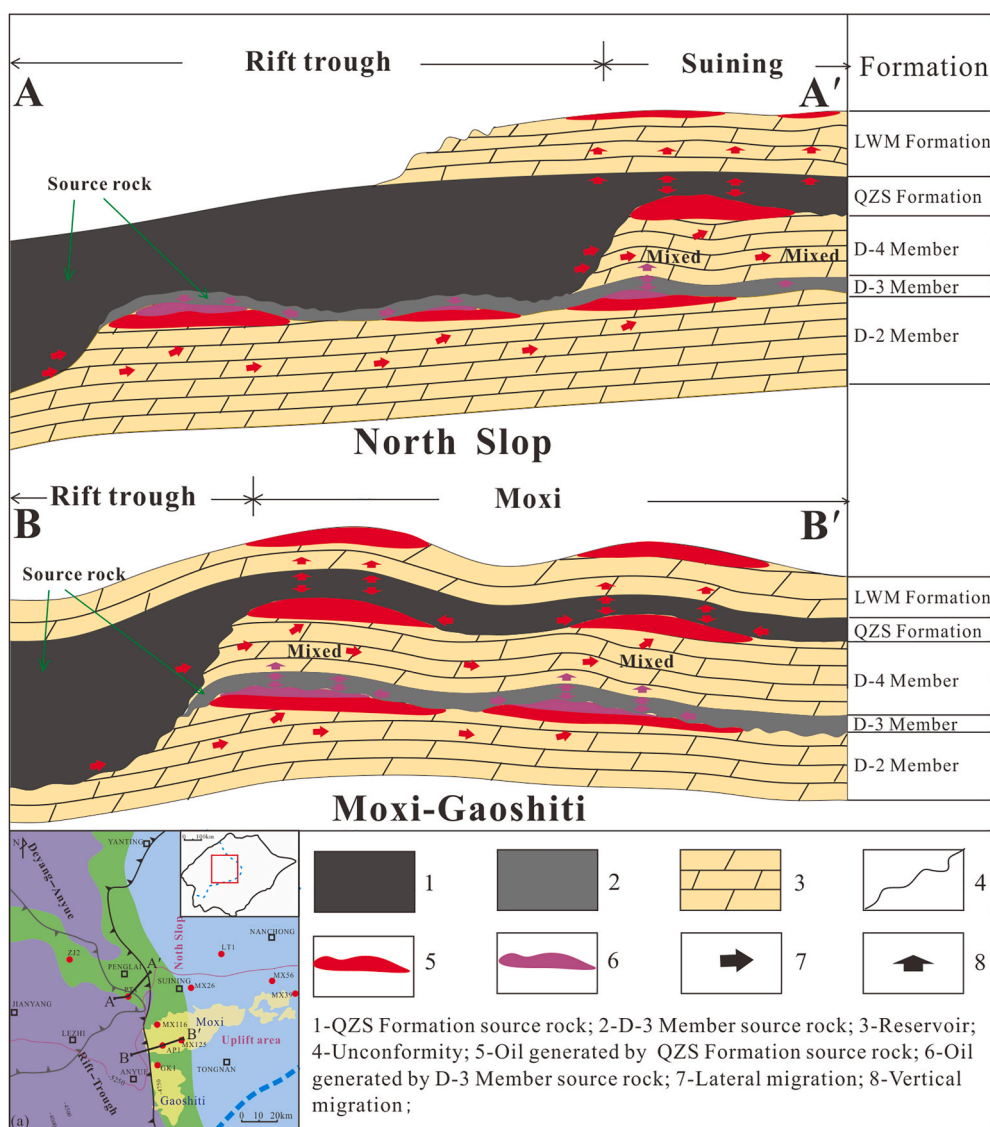 Rift trough
Suining
Formation
A
A′
LWM Formation
Source rock
QZS Formation
D-4 Member
Mixed
Mixed
D-3 Member
D-2 Member
North Slop
Rift trough
Moxi
B
B′
Source rock
LWM Formation
QZS Formation
Mixed
Mixed
D-4 Member
D-3 Member
D-2 Member
Moxi-Gaoshiti
N
YANTING
0 100km
Deyang-Anyue
Noth Slop
NANCHONG
ZJ2
LT1
PENGLAI
A′
SUINING
MX26
MX56
A
MX39
JIANYANG
MX116
Moxi
LEZHI
B′
MX125
Uplift area
B
AP1
ANYUE
GK1
TONGNAN
Rift-Trough
-5250
-4750
Gaoshiti
(a)
0 10 20km
1
2
3
4
5
6
7
8
1-QZS Formation source rock; 2-D-3 Member source rock; 3-Reservoir;
4-Unconformity; 5-Oil generated by QZS Formation source rock; 6-Oil
generated by D-3 Member source rock; 7-Lateral migration; 8-Vertical
migration;